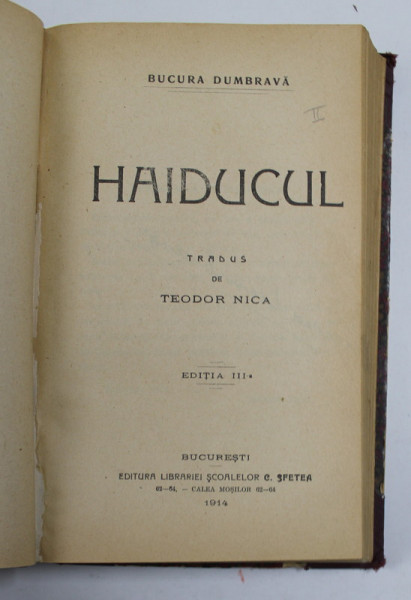 BUCURA DUMBRAVĂ
II
HAIDUCUL
TRADUS
DE
TEODOR NICA
EDIȚIA III-a
BUCUREȘTI
EDITURA LIBRARIEI ȘCOALELOR C. SFETEA
62—64, — CALEA MOȘILOR 62—64
1914